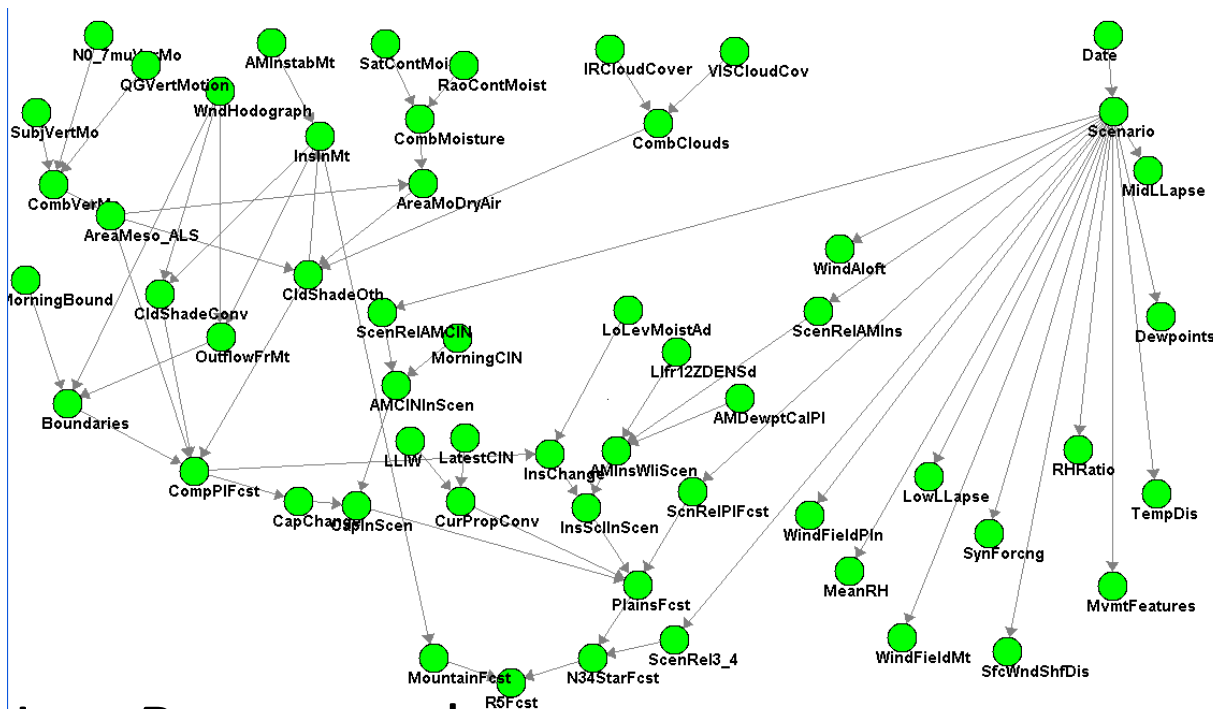 Date
N0_7muVerMo
AMInstabMt
SatContMoi
IRCloudCover
VISCloudCov
QGVertMotion
RaoContMoist
WndHodograph
SubjVertMo
InsInMt
CombMoisture
CombClouds
Scenario
MidLLapse
CombVerM
AreaMoDryAir
AreaMeso_ALS
WindAloft
CldShadeOth
MorningBound
CldShadeConv
ScenRelAMCIN
LoLevMoistAd
ScenRelAMIns
Dewpoints
OutflowFrMt
MorningCIN
LIfr12ZDENSd
AMCINInScen
AMDewptCalPl
Boundaries
LLIW
LatestCIN
InsChange
AMInsWliScen
RHRatio
CompPlFcst
LowLLapse
CapChange
CapInScen
CurPropConv
InsSclInScen
ScnRelPlFcst
WindFieldPln
SynForcng
TempDis
MeanRH
PlainsFcst
MvmtFeatures
MountainFcst
N34StarFcst
ScenRel3_4
WindFieldMt
SfcWndShfDis
R5Fcst